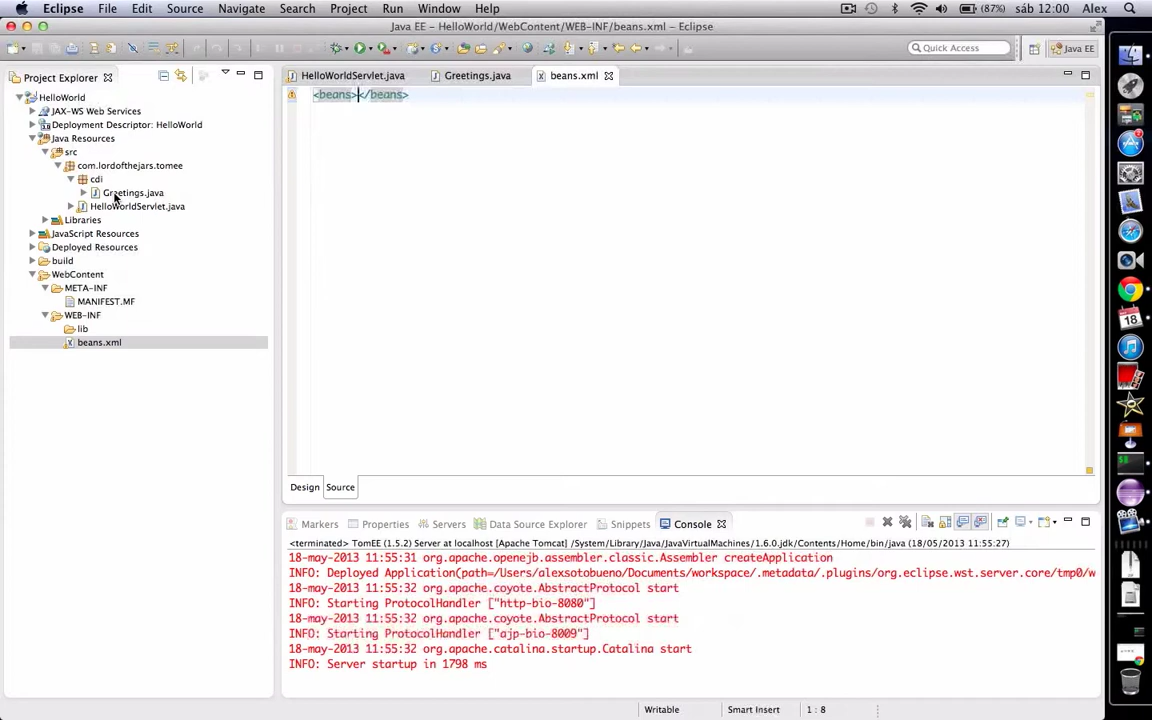 Eclipse File Edit Source Navigate Search Project Run Window Help (87%) sáb 12:00 Alex
Java EE – HelloWorld/WebContent/WEB-INF/beans.xml – Eclipse
Quick Access
Java EE
Project Explorer
HelloWorld
JAX-WS Web Services
Deployment Descriptor: HelloWorld
Java Resources
src
com.lordofthejars.tomee
cdi
Greetings.java
HelloWorldServlet.java
Libraries
JavaScript Resources
Deployed Resources
build
WebContent
META-INF
MANIFEST.MF
WEB-INF
lib
beans.xml
HelloWorldServlet.java Greetings.java beans.xml
<beans></beans>
Design Source
Markers Properties Servers Data Source Explorer Snippets Console
<terminated> TomEE (1.5.2) Server at localhost [Apache Tomcat] /System/Library/Java/JavaVirtualMachines/1.6.0.jdk/Contents/Home/bin/java (18/05/2013 11:55:27)
18-may-2013 11:55:31 org.apache.openejb.assembler.classic.Assembler createApplication
INFO: Deployed Application(path=/Users/alexsotobueno/Documents/workspace/.metadata/.plugins/org.eclipse.wst.server.core/tmp0/w
18-may-2013 11:55:32 org.apache.coyote.AbstractProtocol start
INFO: Starting ProtocolHandler ["http-bio-8080"]
18-may-2013 11:55:32 org.apache.coyote.AbstractProtocol start
INFO: Starting ProtocolHandler ["ajp-bio-8009"]
18-may-2013 11:55:32 org.apache.catalina.startup.Catalina start
INFO: Server startup in 1798 ms
Writable Smart Insert 1 : 8
18